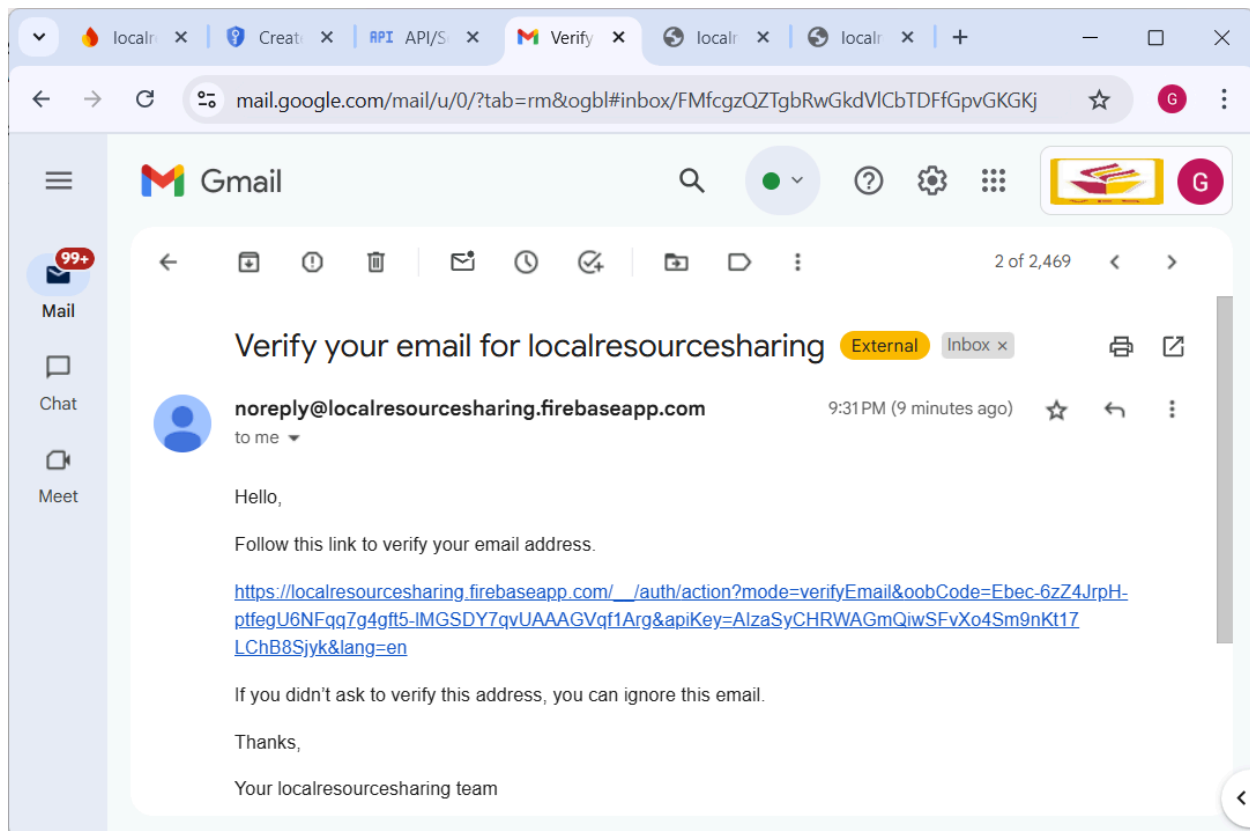 localr
Creat
API API/S
Verify
localr
localr
mail.google.com/mail/u/0/?tab=rm&ogbl#inbox/FMfcgzQZTgbRwGkdVlCbTDFfGpvGKGKj
G
Gmail
G
99+
Mail
Chat
Meet
2 of 2,469
Verify your email for localresourcesharing External Inbox ×
noreply@localresourcesharing.firebaseapp.com 9:31 PM (9 minutes ago)
to me
Hello,
Follow this link to verify your email address.
https://localresourcesharing.firebaseapp.com/__/auth/action?mode=verifyEmail&oobCode=Ebec-6zZ4JrpH-
ptfegU6NFqq7g4gft5-lMGSDY7qvUAAAGVqf1Arg&apiKey=AIzaSyCHRWAGmQiwSFvXo4Sm9nKt17
LChB8Sjyk&lang=en
If you didn’t ask to verify this address, you can ignore this email.
Thanks,
Your localresourcesharing team